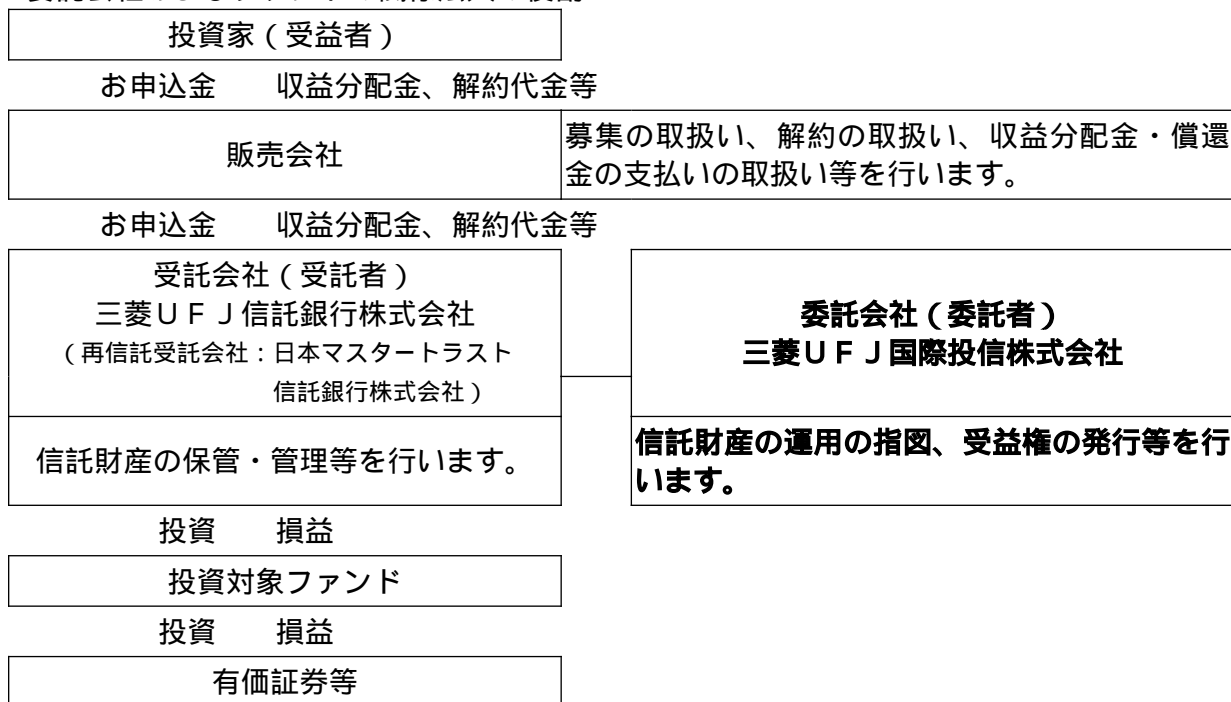 投資家（受益者）
お申込金　　収益分配金、解約代金等
販売会社
募集の取扱い、解約の取扱い、収益分配金・償還
金の支払いの取扱い等を行います。
お申込金　　収益分配金、解約代金等
受託会社（受託者）
三菱ＵＦＪ信託銀行株式会社
（再信託受託会社：日本マスタートラスト
信託銀行株式会社）
委託会社（委託者）
三菱ＵＦＪ国際投信株式会社
信託財産の保管・管理等を行います。
信託財産の運用の指図、受益権の発行等を行
います。
投資　　損益
投資対象ファンド
投資　　損益
有価証券等